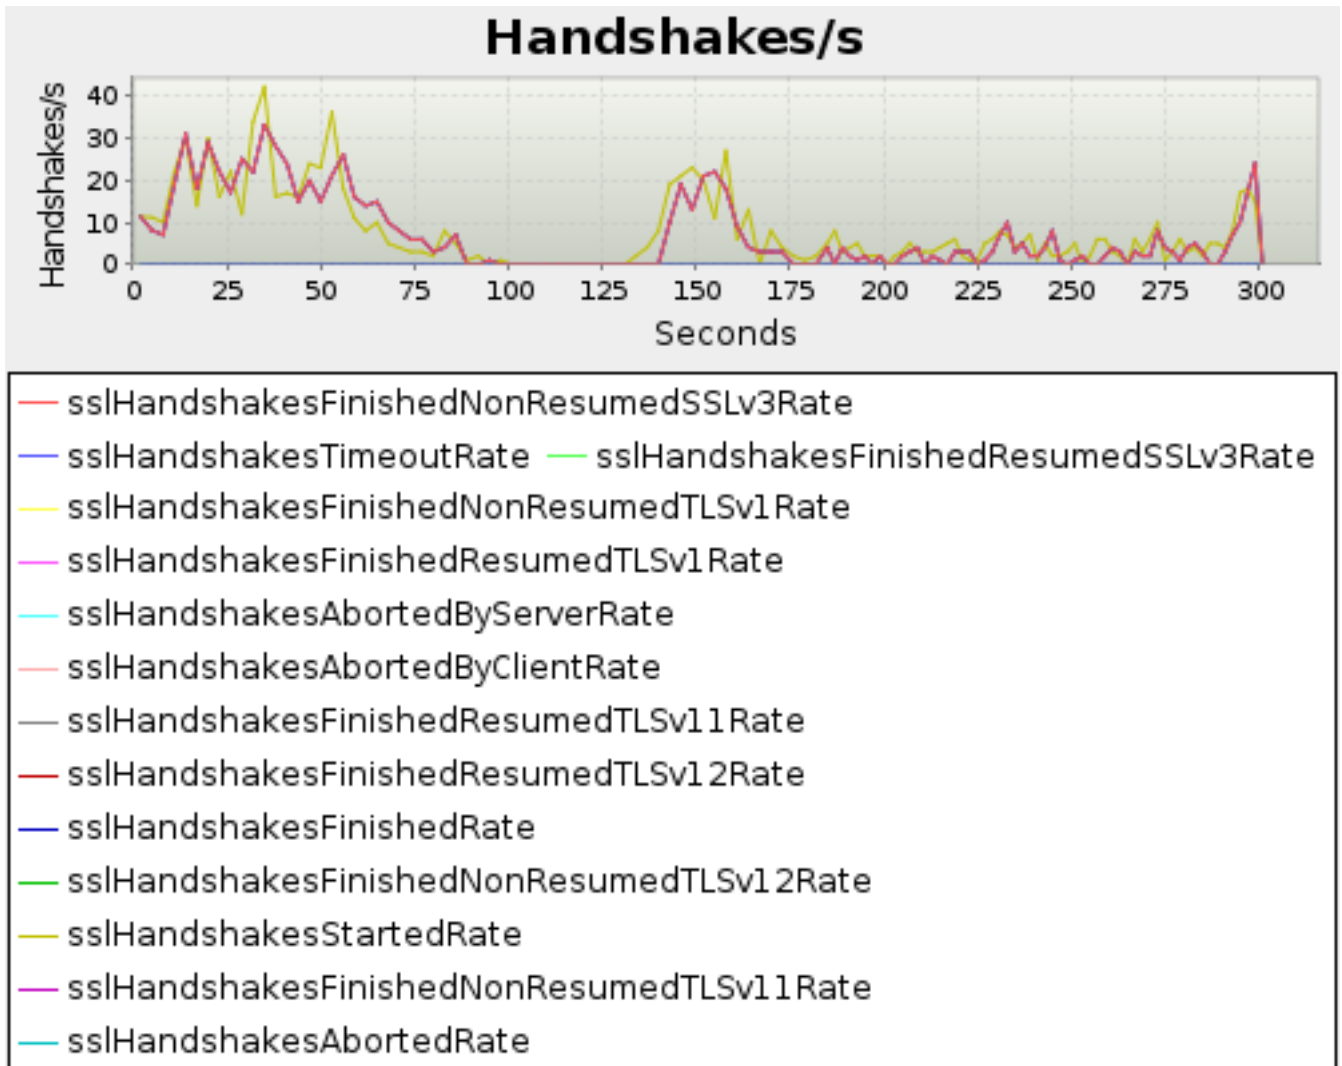 Handshakes/s
Handshakes/s
40
30
20
10
0
0 25 50 75 100 125 150 175 200 225 250 275 300
Seconds
sslHandshakesFinishedNonResumedSSLv3Rate
sslHandshakesTimeoutRate sslHandshakesFinishedResumedSSLv3Rate
sslHandshakesFinishedNonResumedTLSv1Rate
sslHandshakesFinishedResumedTLSv1Rate
sslHandshakesAbortedByServerRate
sslHandshakesAbortedByClientRate
sslHandshakesFinishedResumedTLSv11Rate
sslHandshakesFinishedResumedTLSv12Rate
sslHandshakesFinishedRate
sslHandshakesFinishedNonResumedTLSv12Rate
sslHandshakesStartedRate
sslHandshakesFinishedNonResumedTLSv11Rate
sslHandshakesAbortedRate